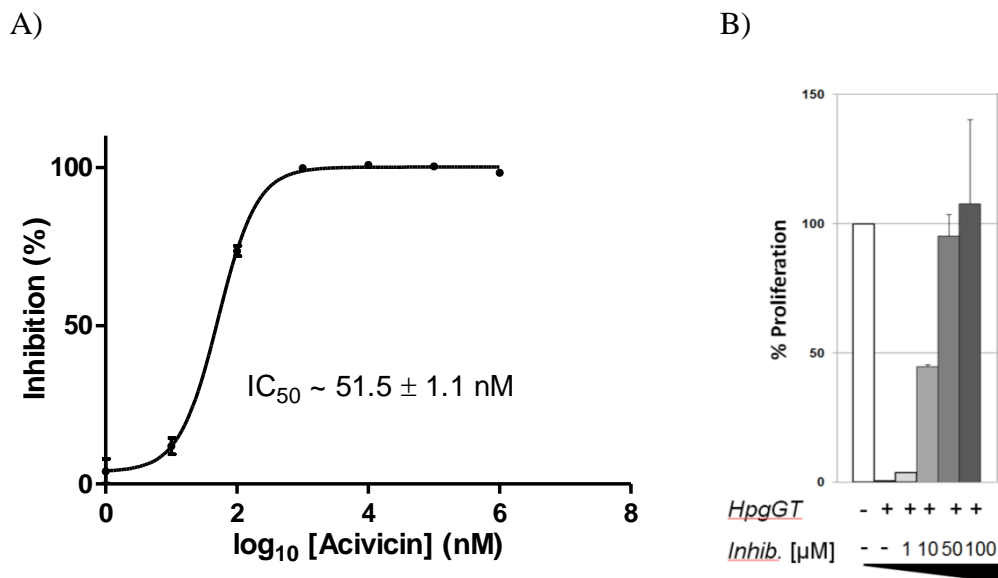 A)
B)
Inhibition (%)
100
50
0
IC50 ~ 51.5 ± 1.1 nM
0 2 4 6 8
log10 [Acivicin] (nM)
% Proliferation
150
100
50
0
HpgGT - + + + + +
Inhib. [µM] - - 1 10 50 100